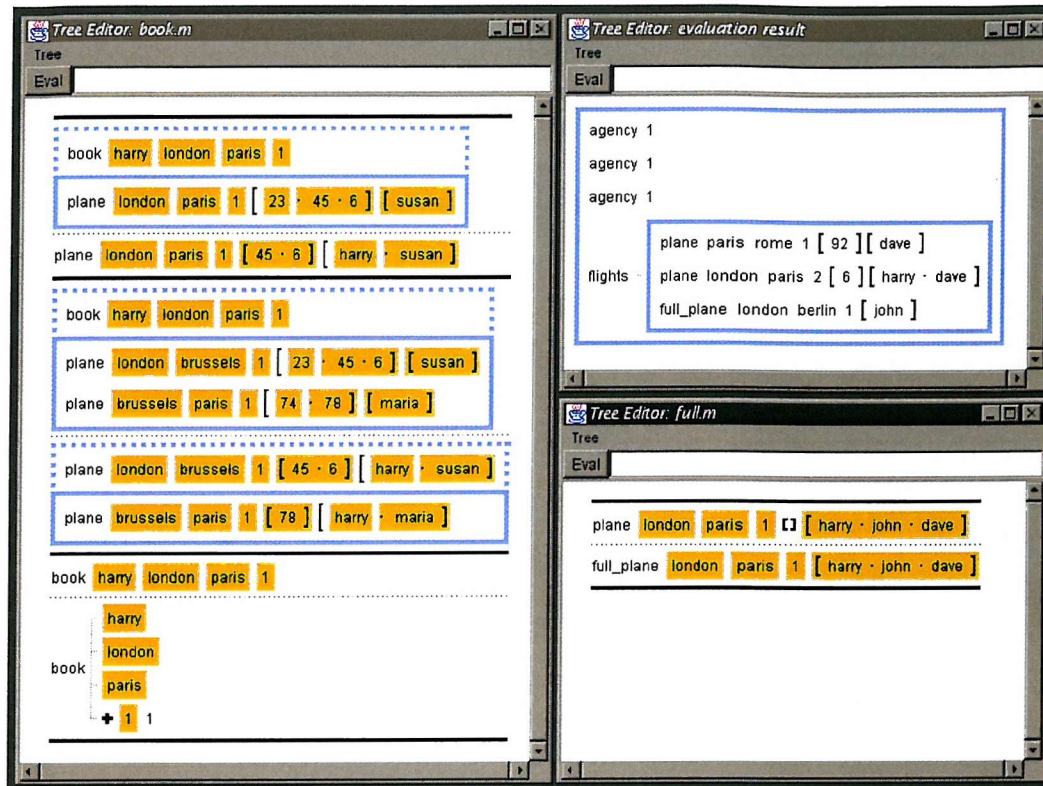 Tree Editor: book.m
Tree
Eval
book harry london paris 1
plane london paris 1 [ 23 · 45 · 6 ] [ susan ]
plane london paris 1 [ 45 · 6 ] [ harry · susan ]
book harry london paris 1
plane london brussels 1 [ 23 · 45 · 6 ] [ susan ]
plane brussels paris 1 [ 74 · 78 ] [ maria ]
plane london brussels 1 [ 45 · 6 ] [ harry · susan ]
plane brussels paris 1 [ 78 ] [ harry · maria ]
book harry london paris 1
book
harry
london
paris
+ 1 1
Tree Editor: evaluation result
Tree
Eval
agency 1
agency 1
agency 1
flights
plane paris rome 1 [ 92 ] [ dave ]
plane london paris 2 [ 6 ] [ harry · dave ]
full_plane london berlin 1 [ john ]
Tree Editor: full.m
Tree
Eval
plane london paris 1 [] [ harry · john · dave ]
full_plane london paris 1 [ harry · john · dave ]